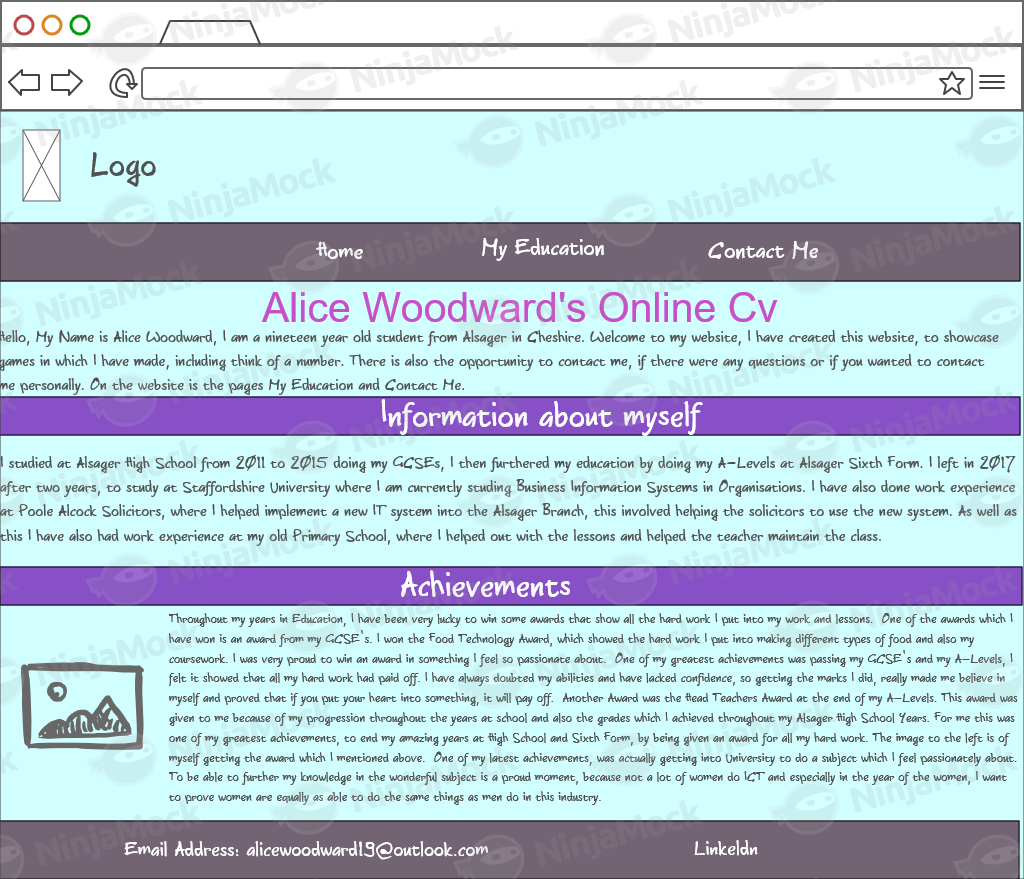 Logo
Home My Education Contact Me
Alice Woodward's Online Cv
Hello, My Name is Alice Woodward, I am a nineteen year old student from Alsager in Cheshire. Welcome to my website, I have created this website, to showcase
games in which I have made, including think of a number. There is also the opportunity to contact me, if there were any questions or if you wanted to contact
me personally. On the website is the pages My Education and Contact Me.
Information about myself
I studied at Alsager High School from 2011 to 2015 doing my GCSEs, I then furthered my education by doing my A-Levels at Alsager Sixth Form. I left in 2017
after two years, to study at Staffordshire University where I am currently studing Business Information Systems in Organisations. I have also done work experience
at Poole Alcock Solicitors, where I helped implement a new IT system into the Alsager Branch, this involved helping the solicitors to use the new system. As well as
this I have also had work experience at my old Primary School, where I helped out with the lessons and helped the teacher maintain the class.
Achievements
Throughout my years in Education, I have been very lucky to win some awards that show all the hard work I put into my work and lessons. One of the awards which I
have won is an award from my GCSE's. I won the Food Technology Award, which showed the hard work I put into making different types of food and also my
coursework. I was very proud to win an award in something I feel so passionate about. One of my greatest achievements was passing my GCSE's and my A-Levels, I
felt it showed that all my hard work had paid off. I have always doubted my abilities and have lacked confidence, so getting the marks I did, really made me believe in
myself and proved that if you put your heart into something, it will pay off. Another Award was the Head Teachers Award at the end of my A-Levels. This award was
given to me because of my progression throughout the years at school and also the grades which I achieved throughout my Alsager High School Years. For me this was
one of my greatest achievements, to end my amazing years at High School and Sixth Form, by being given an award for all my hard work. The image to the left is of
myself getting the award which I mentioned above. One of my latest achievements, was actually getting into University to do a subject which I feel passionately about.
To be able to further my knowledge in the wonderful subject is a proud moment, because not a lot of women do ICT and especially in the year of the women, I want
to prove women are equally as able to do the same things as men do in this industry.
Email Address: alicewoodward19@outlook.com Linkeldn
NinjaMock